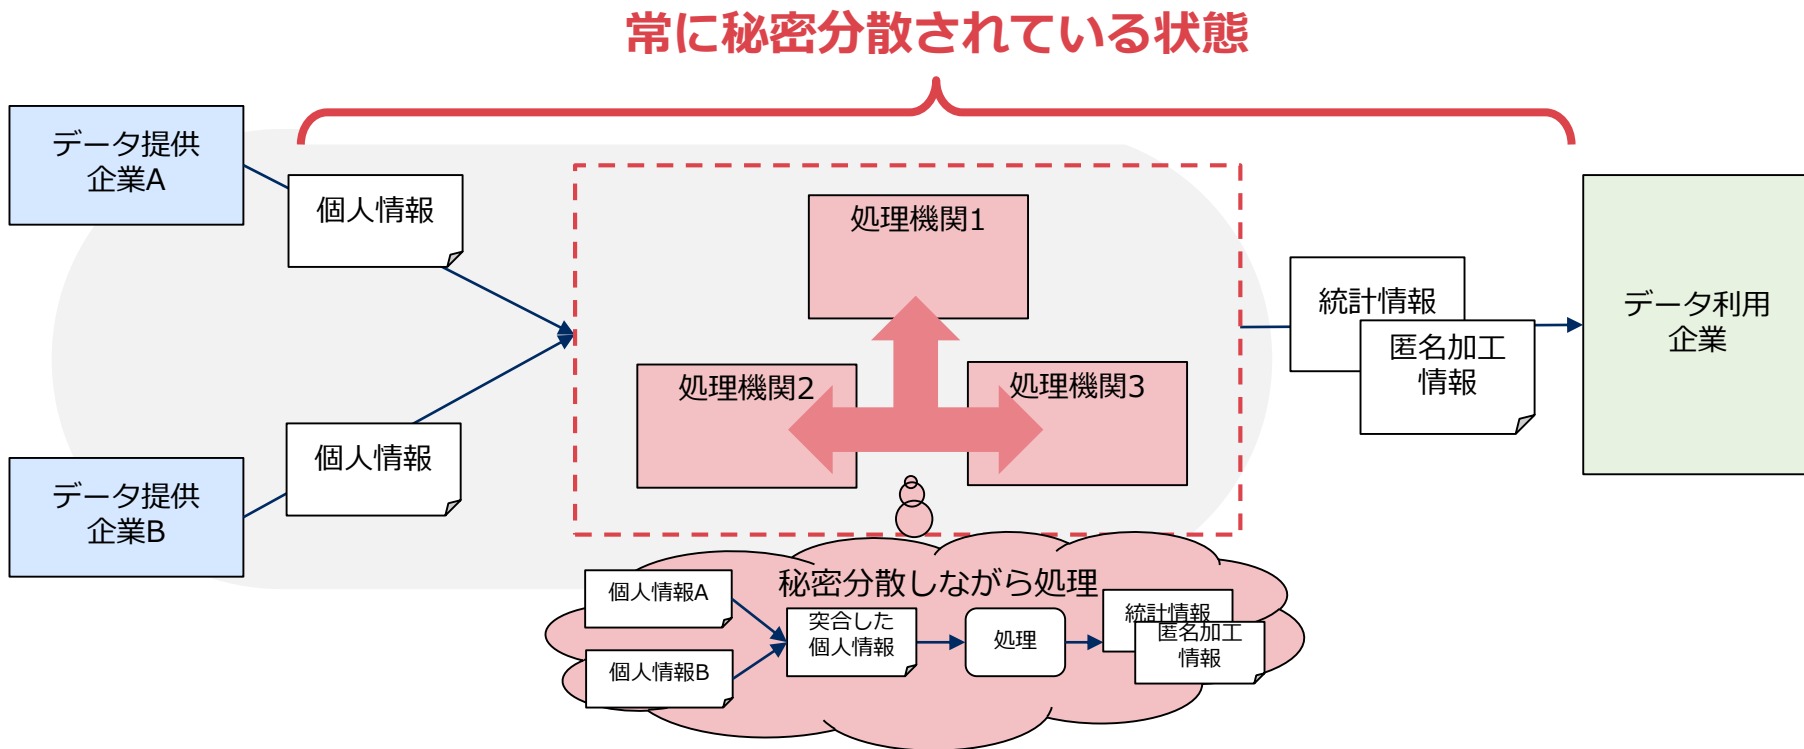 常に秘密分散されている状態
データ提供
企業A
個人情報
データ提供
企業B
個人情報
処理機関1
処理機関2
処理機関3
統計情報
匿名加工
情報
データ利用
企業
秘密分散しながら処理
個人情報A
個人情報B
突合した
個人情報
処理
統計情報
匿名加工
情報